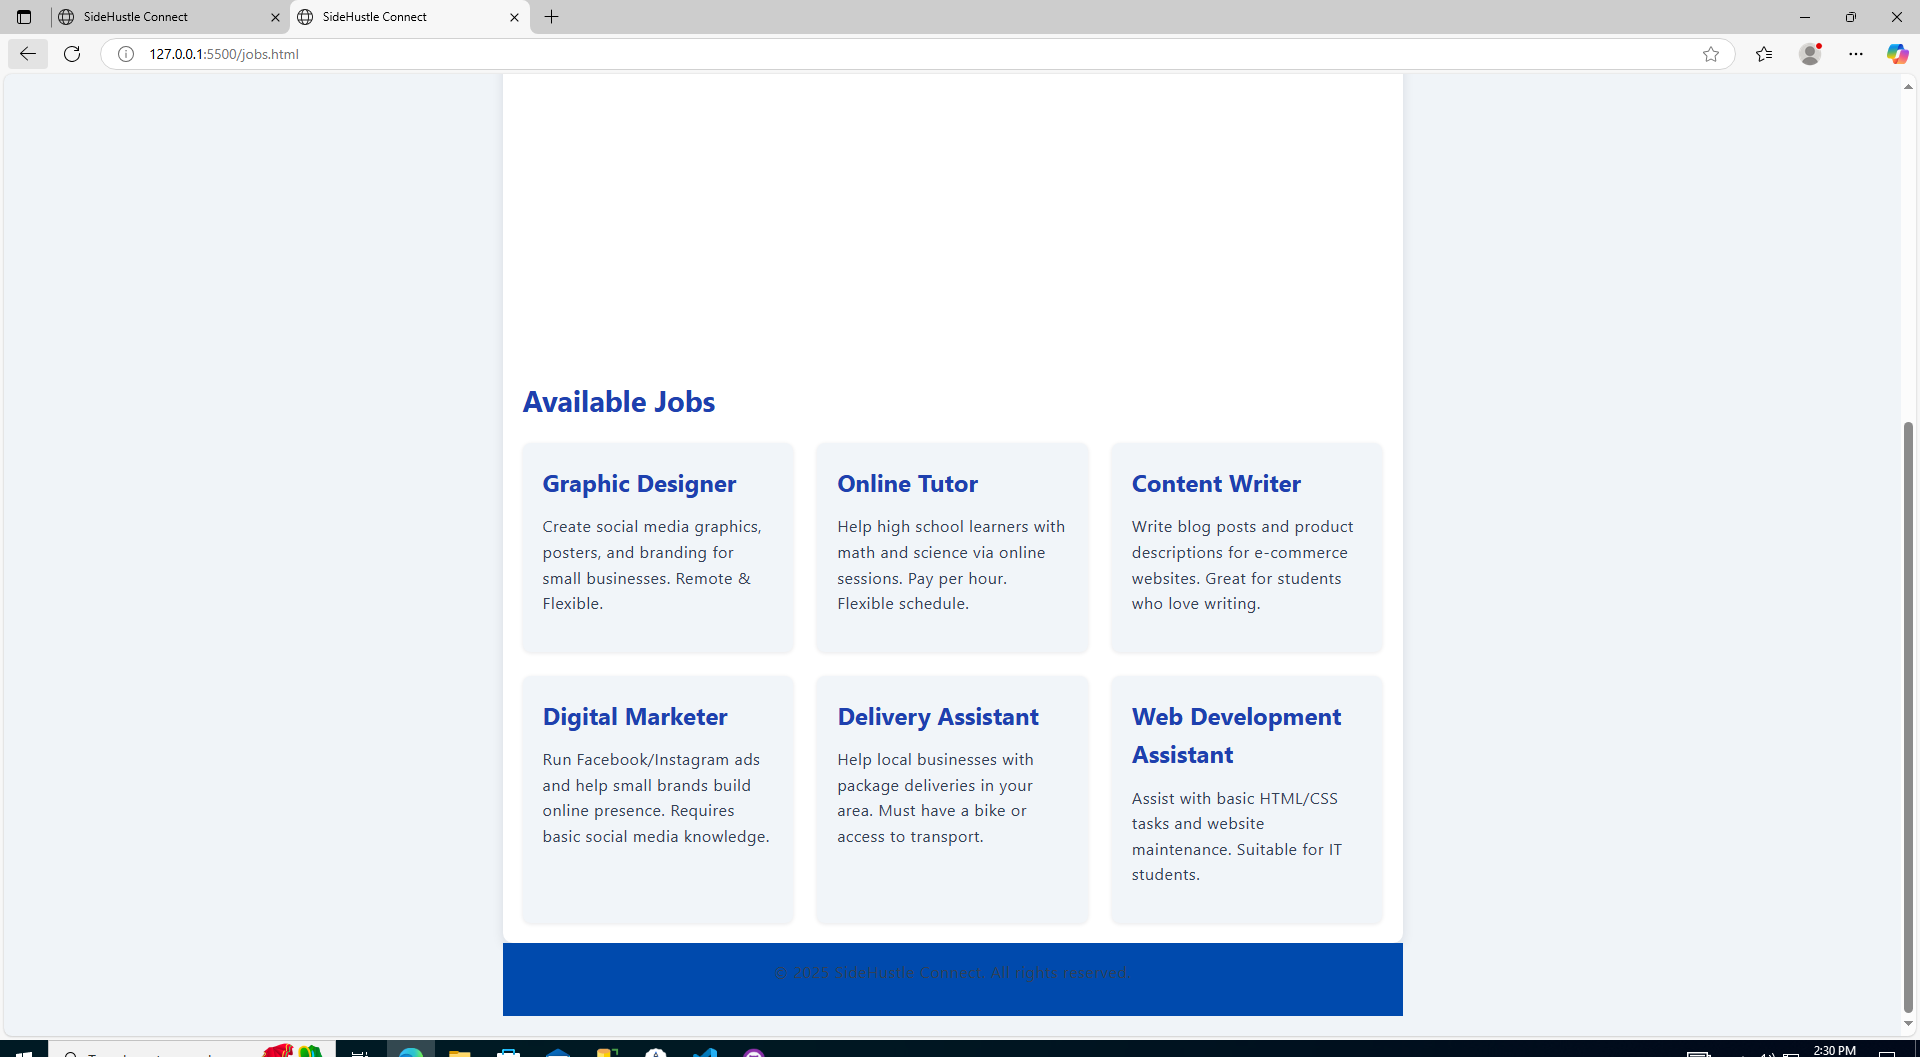 SideHustle Connect
SideHustle Connect
127.0.0.1:5500/jobs.html
Available Jobs
Graphic Designer
Create social media graphics,
posters, and branding for
small businesses. Remote &
Flexible.
Online Tutor
Help high school learners with
math and science via online
sessions. Pay per hour.
Flexible schedule.
Content Writer
Write blog posts and product
descriptions for e-commerce
websites. Great for students
who love writing.
Digital Marketer
Run Facebook/Instagram ads
and help small brands build
online presence. Requires
basic social media knowledge.
Delivery Assistant
Help local businesses with
package deliveries in your
area. Must have a bike or
access to transport.
Web Development
Assistant
Assist with basic HTML/CSS
tasks and website
maintenance. Suitable for IT
students.
© 2025 SideHustle Connect. All rights reserved.
2:30 PM